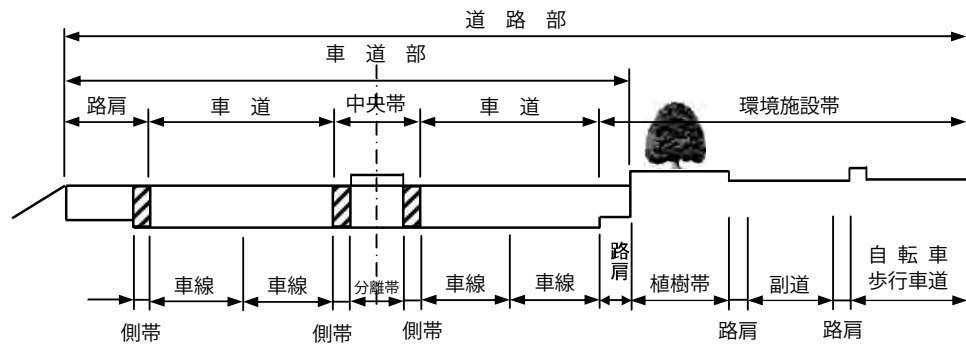 道 路 部
車 道 部
路肩
車 道
中央帯
車 道
環境施設帯
車線
車線
分離帯
車線
車線
路肩
植樹帯
副道
自 転 車
歩行車道
側帯
側帯
側帯
路肩
路肩